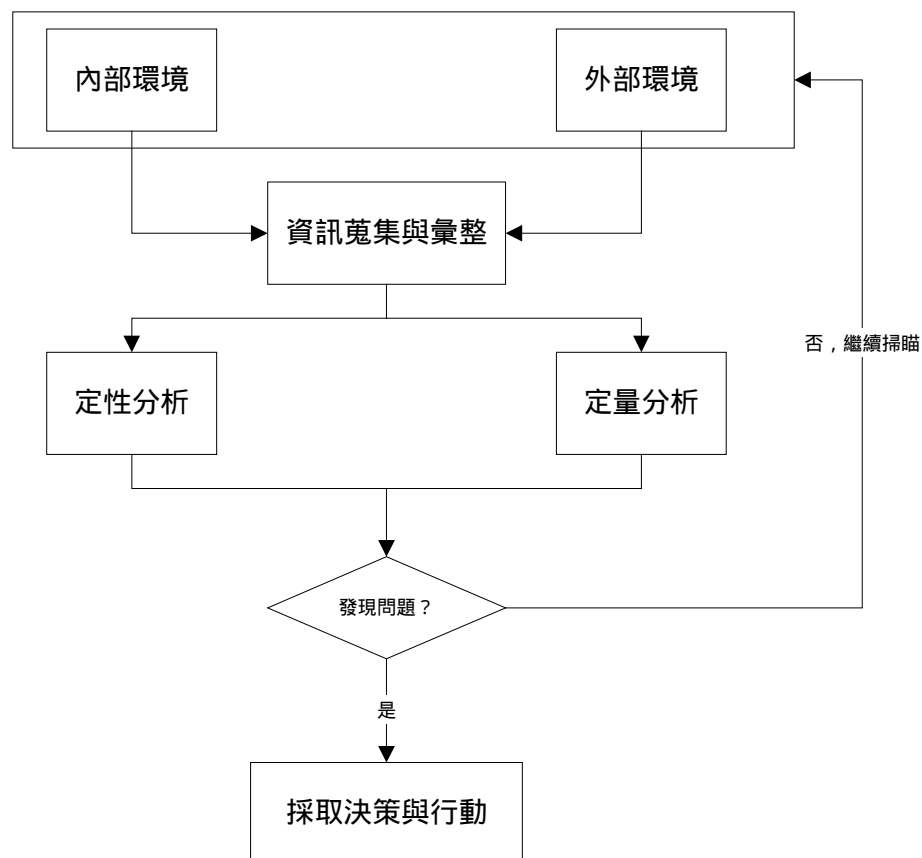 內部環境
外部環境
資訊蒐集與彙整
否，繼續掃瞄
定性分析
定量分析
發現問題？
是
採取決策與行動